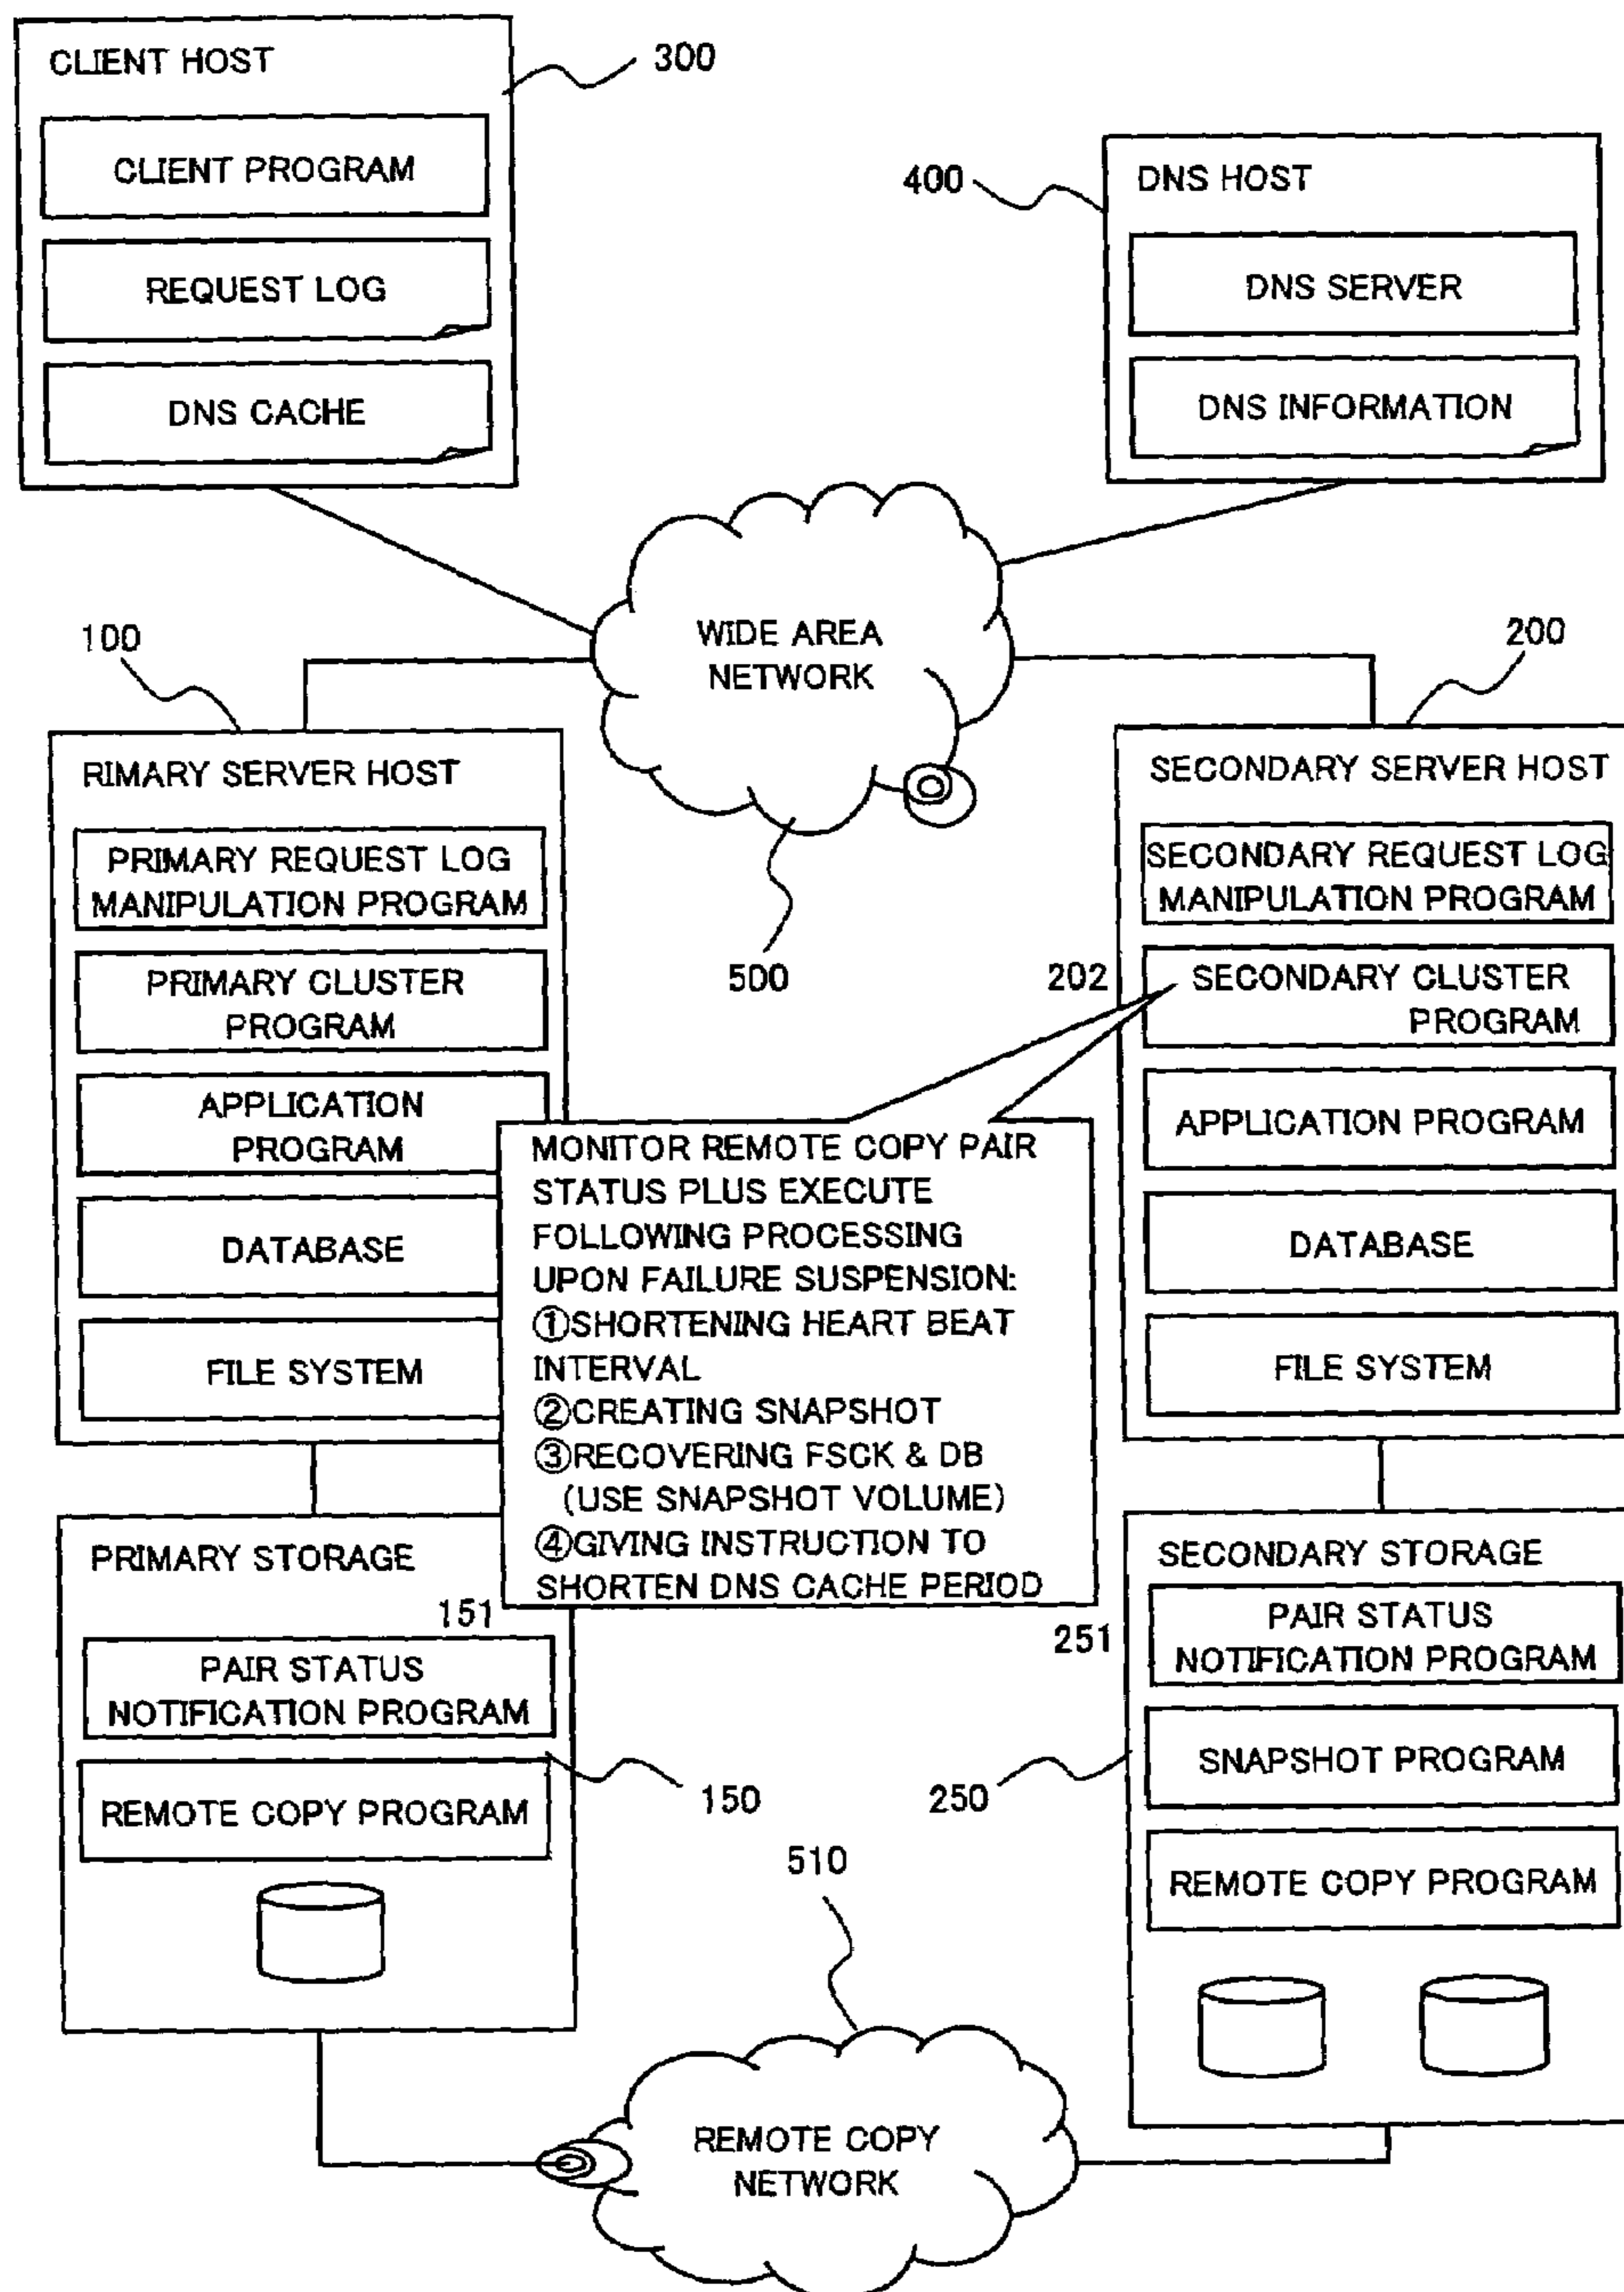 CLIENT HOST
300
CLIENT PROGRAM
REQUEST LOG
DNS CACHE
400
DNS HOST
DNS SERVER
DNS INFORMATION
WIDE AREA
NETWORK
500
100
RIMARY SERVER HOST
PRIMARY REQUEST LOG
MANIPULATION PROGRAM
PRIMARY CLUSTER
PROGRAM
APPLICATION
PROGRAM
DATABASE
FILE SYSTEM
200
SECONDARY SERVER HOST
SECONDARY REQUEST LOG
MANIPULATION PROGRAM
202
SECONDARY CLUSTER
PROGRAM
APPLICATION PROGRAM
DATABASE
FILE SYSTEM
MONITOR REMOTE COPY PAIR
STATUS PLUS EXECUTE
FOLLOWING PROCESSING
UPON FAILURE SUSPENSION:
①SHORTENING HEART BEAT
INTERVAL
②CREATING SNAPSHOT
③RECOVERING FSCK & DB
(USE SNAPSHOT VOLUME)
④GIVING INSTRUCTION TO
SHORTEN DNS CACHE PERIOD
PRIMARY STORAGE
151
PAIR STATUS
NOTIFICATION PROGRAM
REMOTE COPY PROGRAM
150
SECONDARY STORAGE
251
PAIR STATUS
NOTIFICATION PROGRAM
SNAPSHOT PROGRAM
250
REMOTE COPY PROGRAM
510
REMOTE COPY
NETWORK